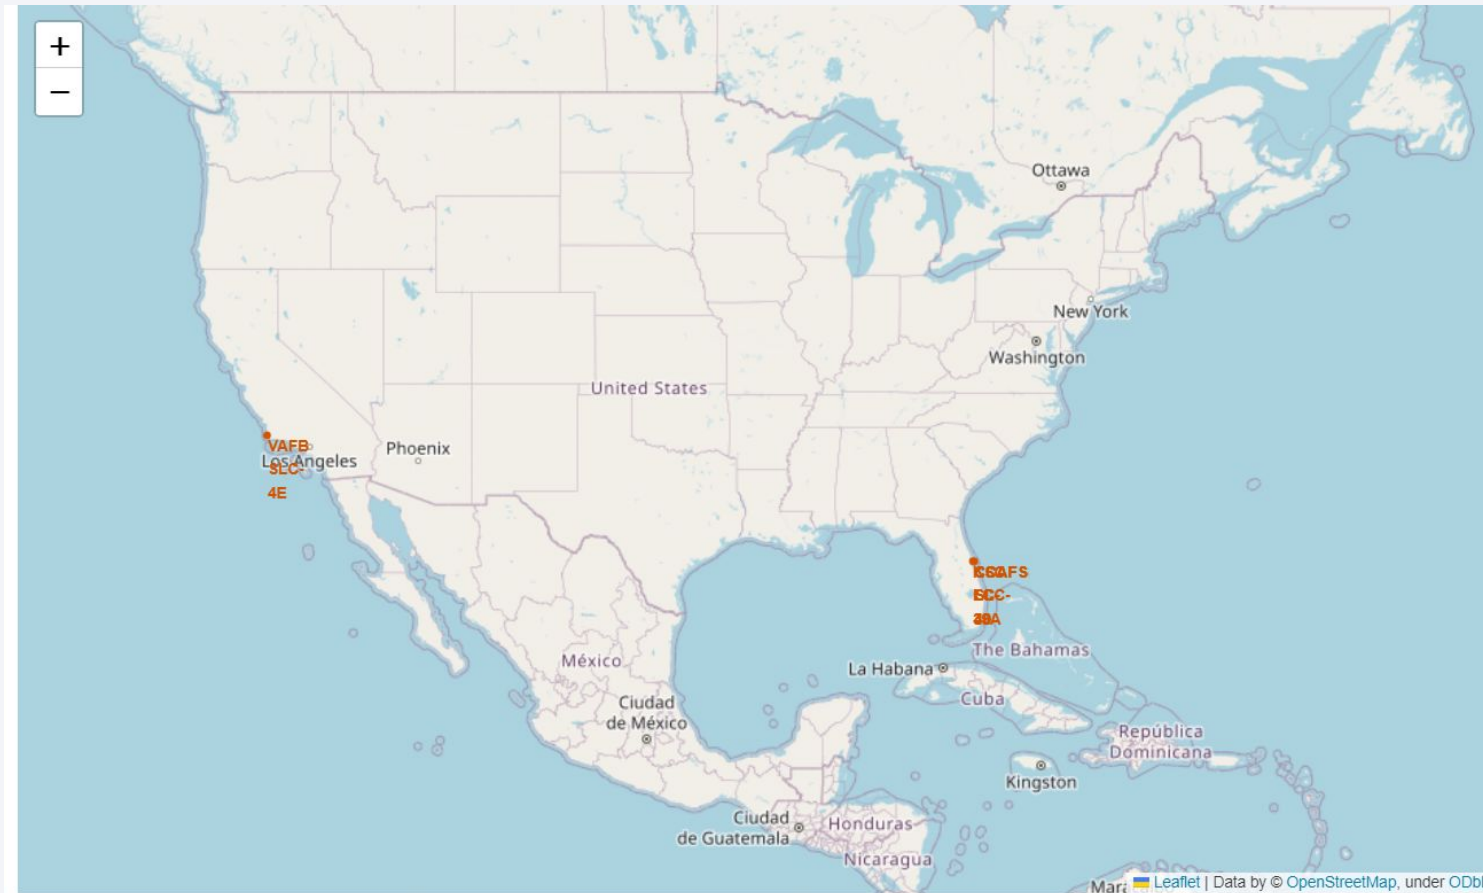 +
−
Ottawa
New York
Washington
United States
Phoenix
VAFB
Los Angeles
SLC-
4E
The Bahamas
La Habana
México
Cuba
Ciudad
de México
República
Dominicana
Kingston
Ciudad
de Guatemala
Honduras
Nicaragua
Leaflet | Data by © OpenStreetMap, under ODbl